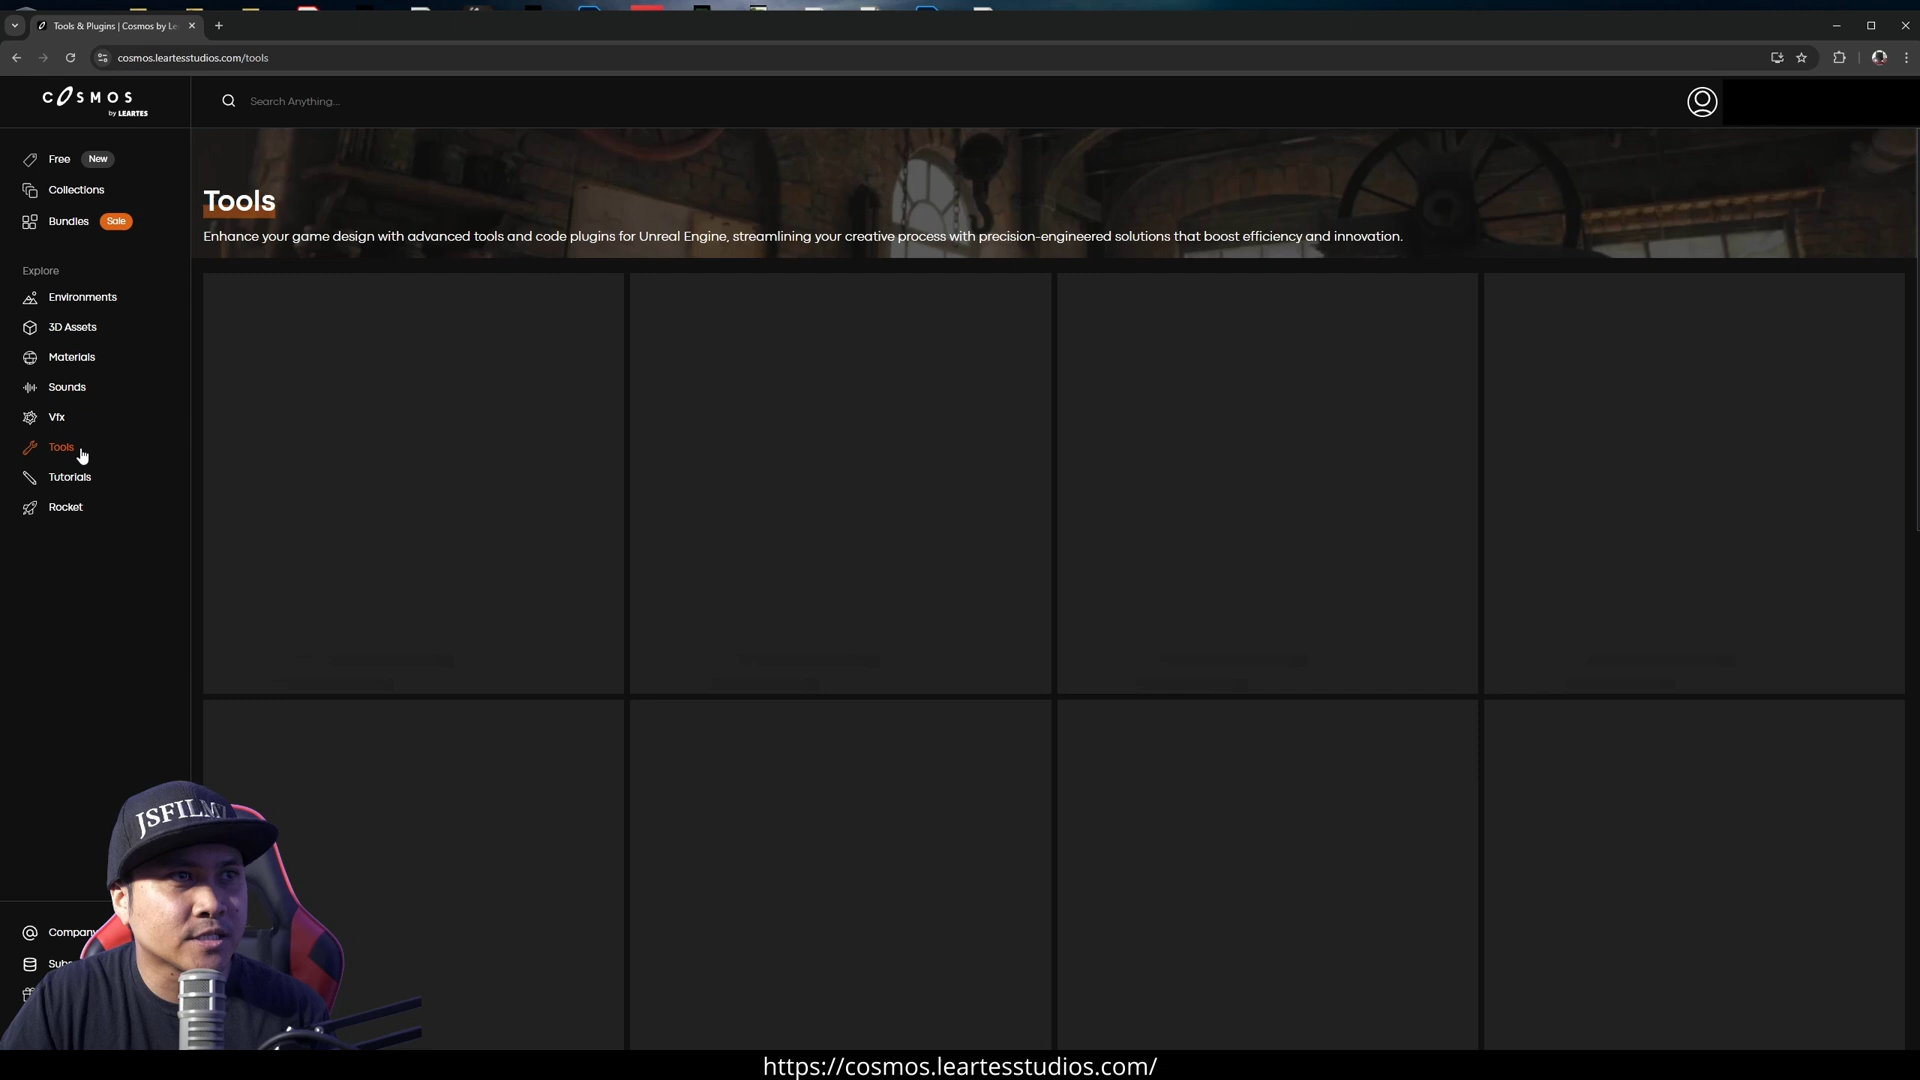 Tools & Plugins | Cosmos by Le
cosmos.leartesstudios.com/tools
COSMOS
by LEARTES
Search Anything...
Free New
Collections
Bundles Sale
Explore
Environments
3D Assets
Materials
Sounds
Vfx
Tools
Tutorials
Rocket
Tools
Enhance your game design with advanced tools and code plugins for Unreal Engine, streamlining your creative process with precision-engineered solutions that boost efficiency and innovation.
Company
JSFILM
https://cosmos.leartesstudios.com/